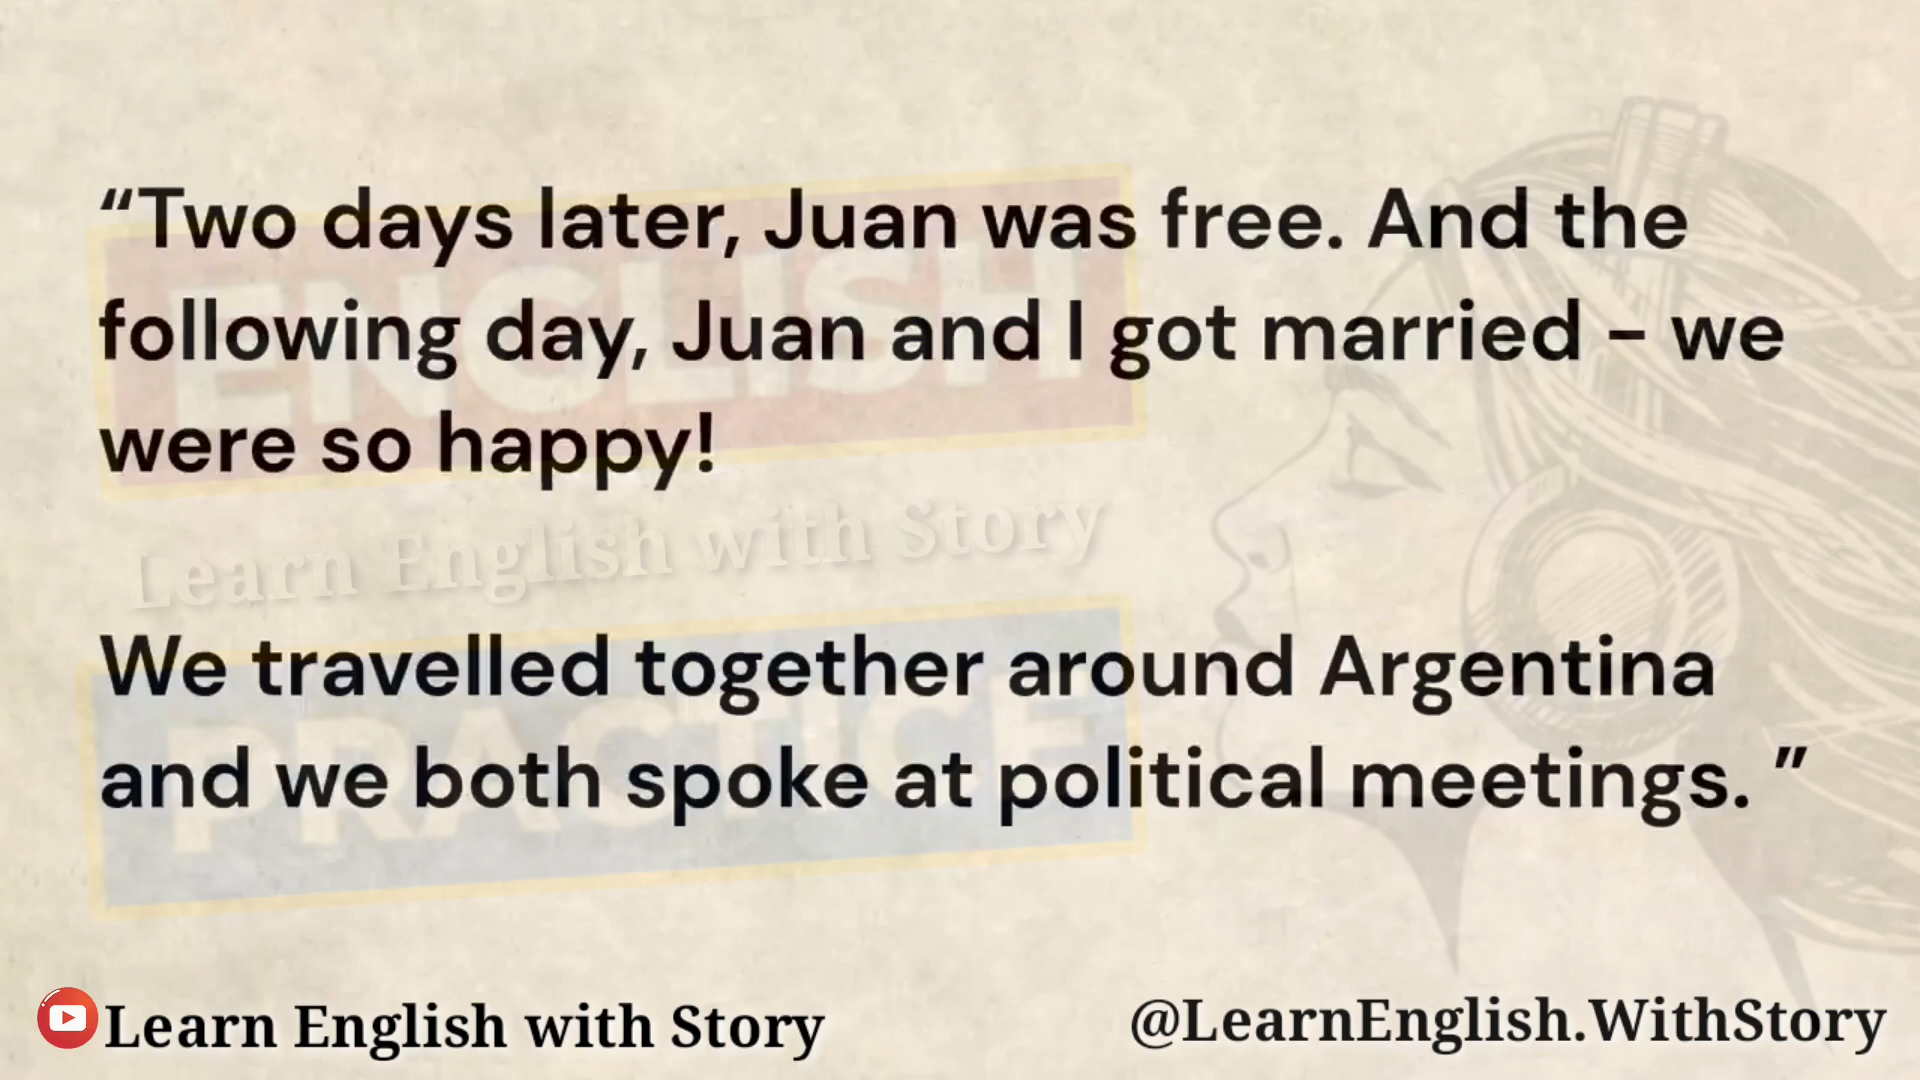 “Two days later, Juan was free. And the
following day, Juan and I got married – we
were so happy!
We travelled together around Argentina
and we both spoke at political meetings. ”
ENGLISH
Learn English with Story
PRACTICE
Learn English with Story
@LearnEnglish.WithStory